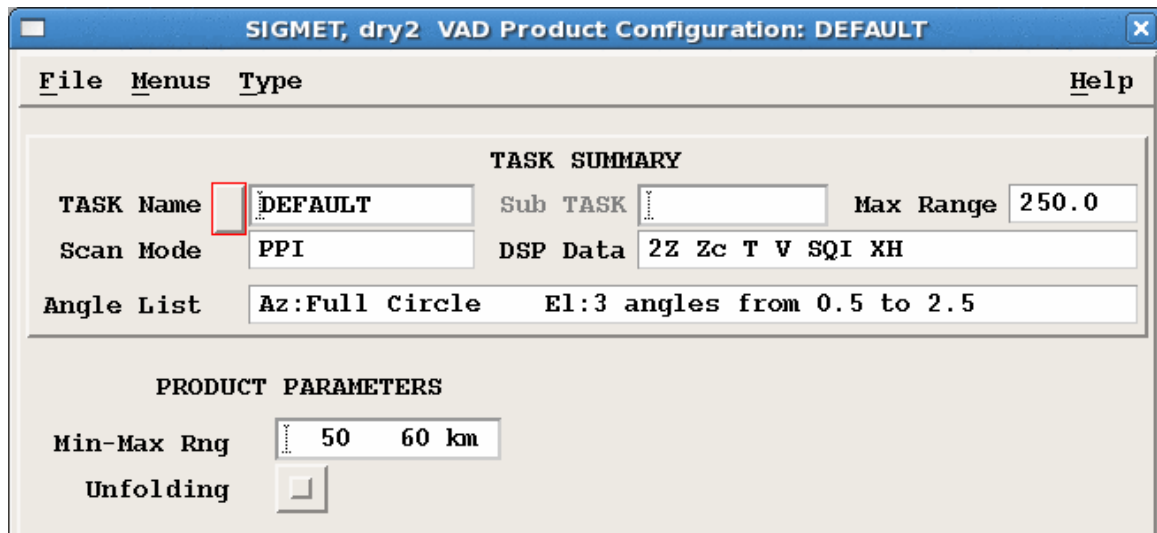 SIGMET, dry2 VAD Product Configuration: DEFAULT
File Menus Type Help
TASK SUMMARY
TASK Name DEFAULT Sub TASK Max Range 250.0
Scan Mode PPI DSP Data 2Z Zc T V SQI XH
Angle List Az:Full Circle El:3 angles from 0.5 to 2.5
PRODUCT PARAMETERS
Min-Max Rng 50 60 km
Unfolding